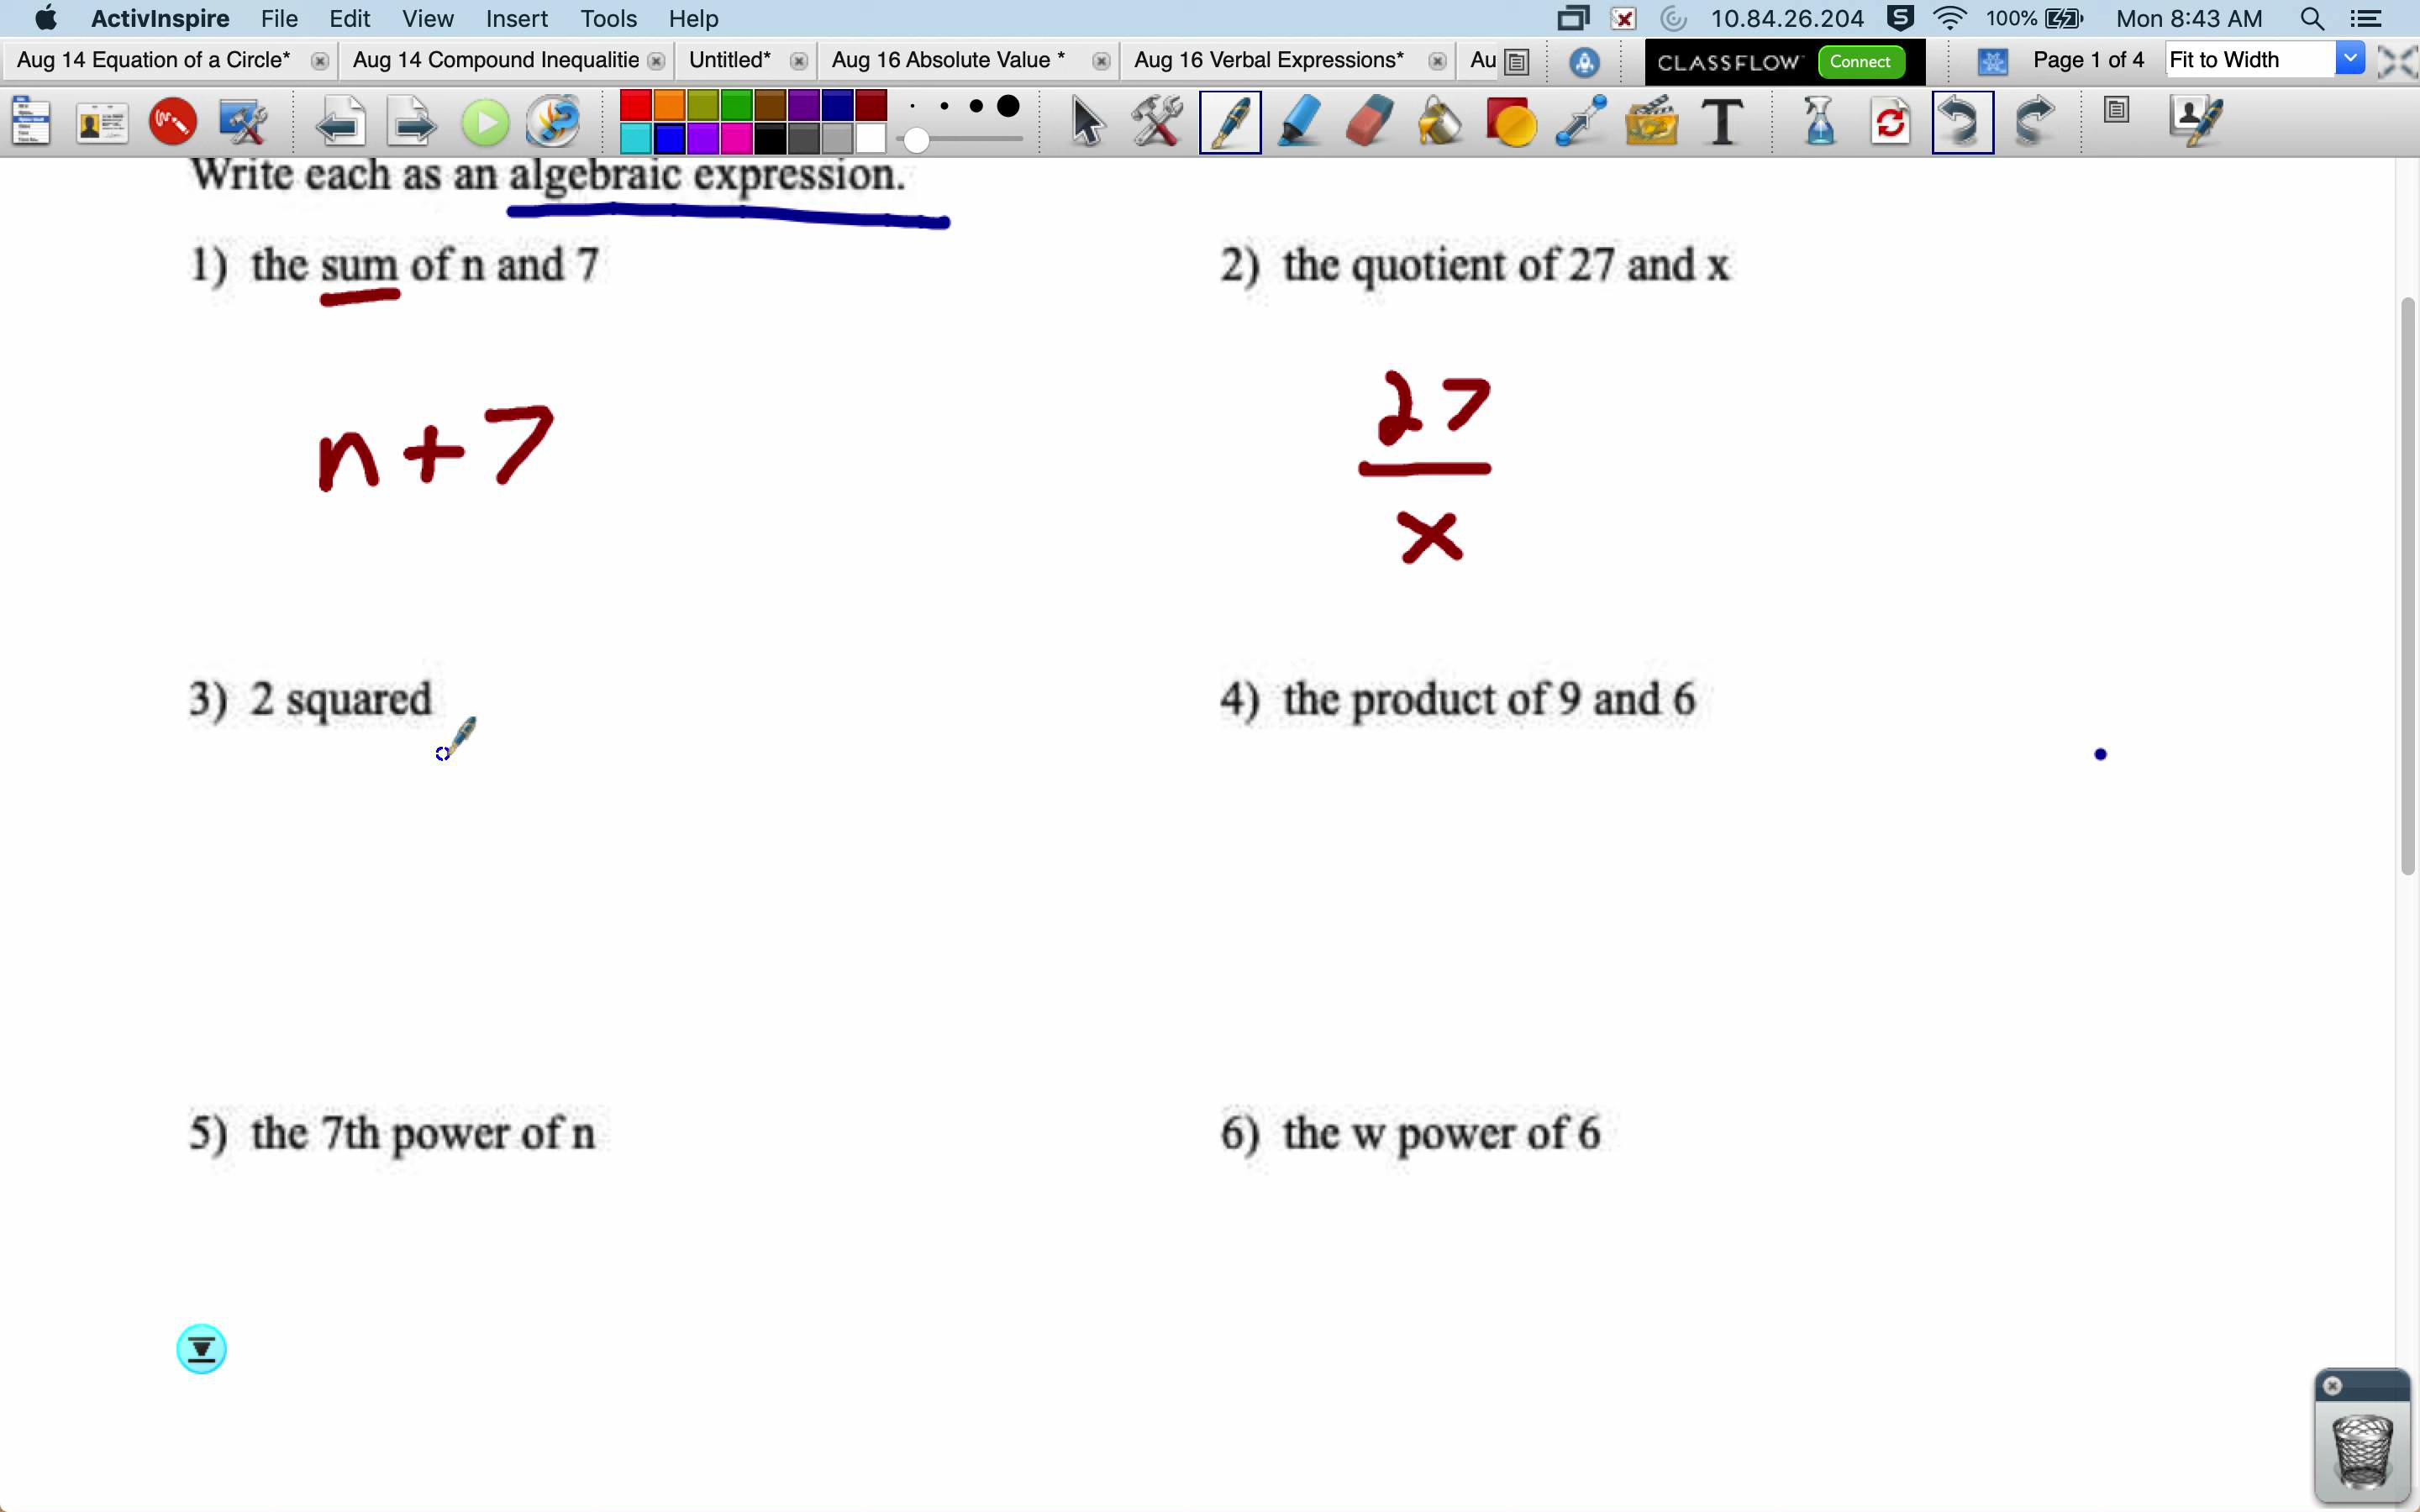 ActivInspire File Edit View Insert Tools Help 10.84.26.204 S 100% Mon 8:43 AM
Aug 14 Equation of a Circle* Aug 14 Compound Inequalitie Untitled* Aug 16 Absolute Value * Aug 16 Verbal Expressions* Au CLASSFLOW Connect Page 1 of 4 Fit to Width
T
Write each as an algebraic expression.
1) the sum of n and 7
2) the quotient of 27 and x
n+7
27
x
3) 2 squared
4) the product of 9 and 6
5) the 7th power of n
6) the w power of 6